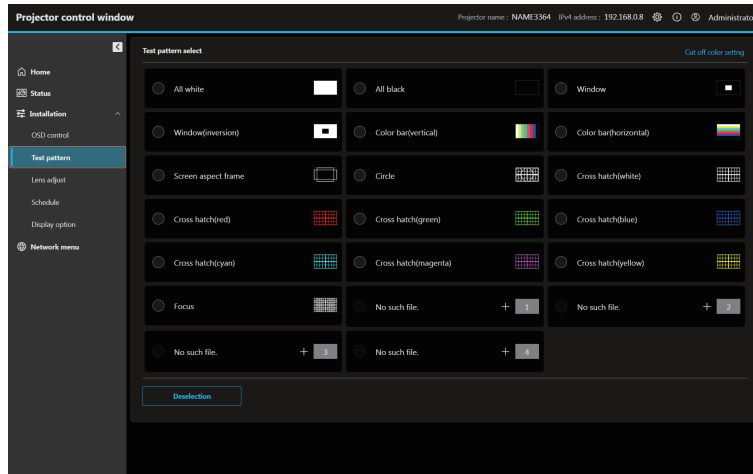 Projector control window
Projector name : NAME3364 IPv4 address : 192.168.0.8 Administrato
Home
Status
Installation
OSD control
Test pattern
Lens adjust
Schedule
Display option
Network menu
Test pattern select
Cut off color settng
All white
All black
Window
Window(inversion)
Color bar(vertical)
Color bar(horizontal)
Screen aspect frame
Circle
Cross hatch(white)
Cross hatch(red)
Cross hatch(green)
Cross hatch(blue)
Cross hatch(cyan)
Cross hatch(magenta)
Cross hatch(yellow)
Focus
No such file. + 1
No such file. + 2
No such file. + 3
No such file. + 4
Deselection